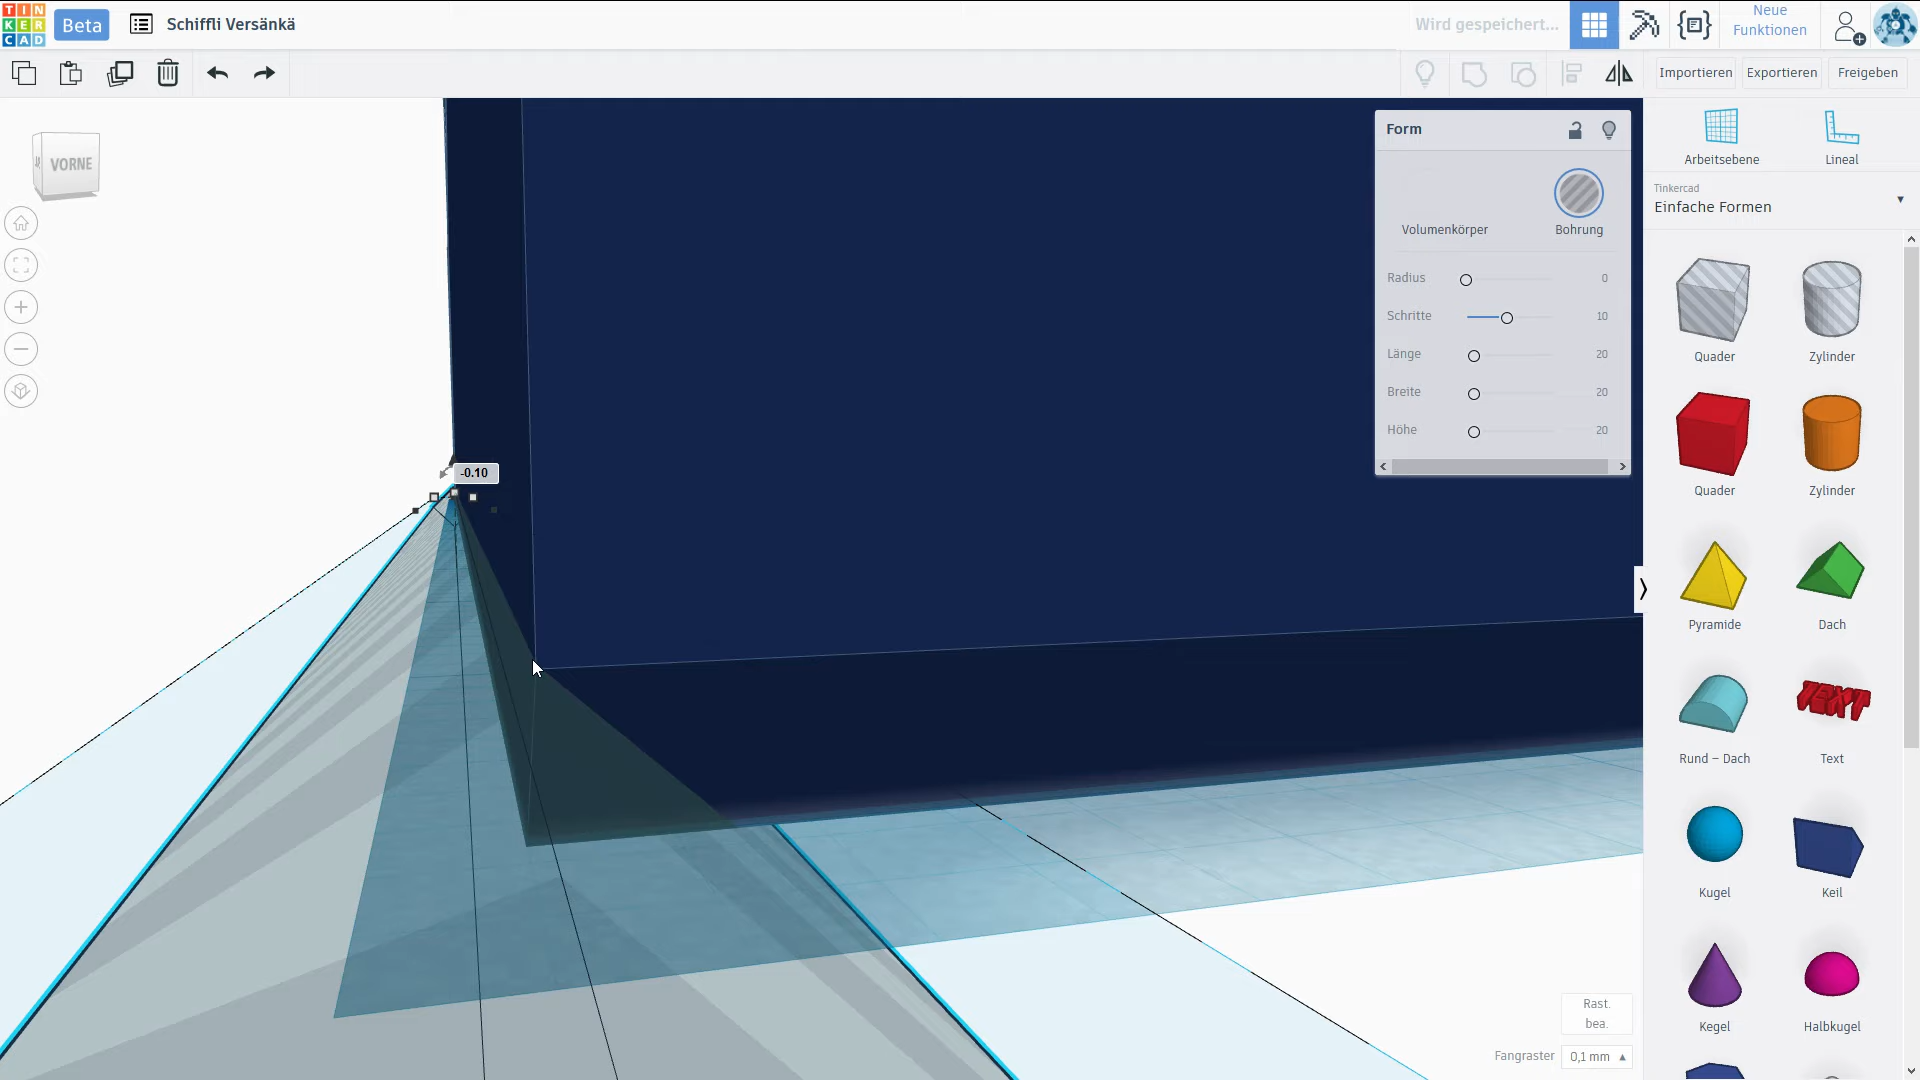 TIN
KER
CAD
Beta
Schiffli Versänkä
Wird gespeichert...
Neue
Funktionen
Importieren
Exportieren
Freigeben
VORNE
Form
Volumenkörper
Bohrung
Radius 0
Schritte 10
Länge 20
Breite 20
Höhe 20
-0.10
Arbeitsebene
Lineal
Tinkercad
Einfache Formen
Quader
Zylinder
Quader
Zylinder
Pyramide
Dach
TEXT
Rund – Dach
Text
Kugel
Keil
Kegel
Halbkugel
Rast.
bea.
Fangraster 0,1 mm